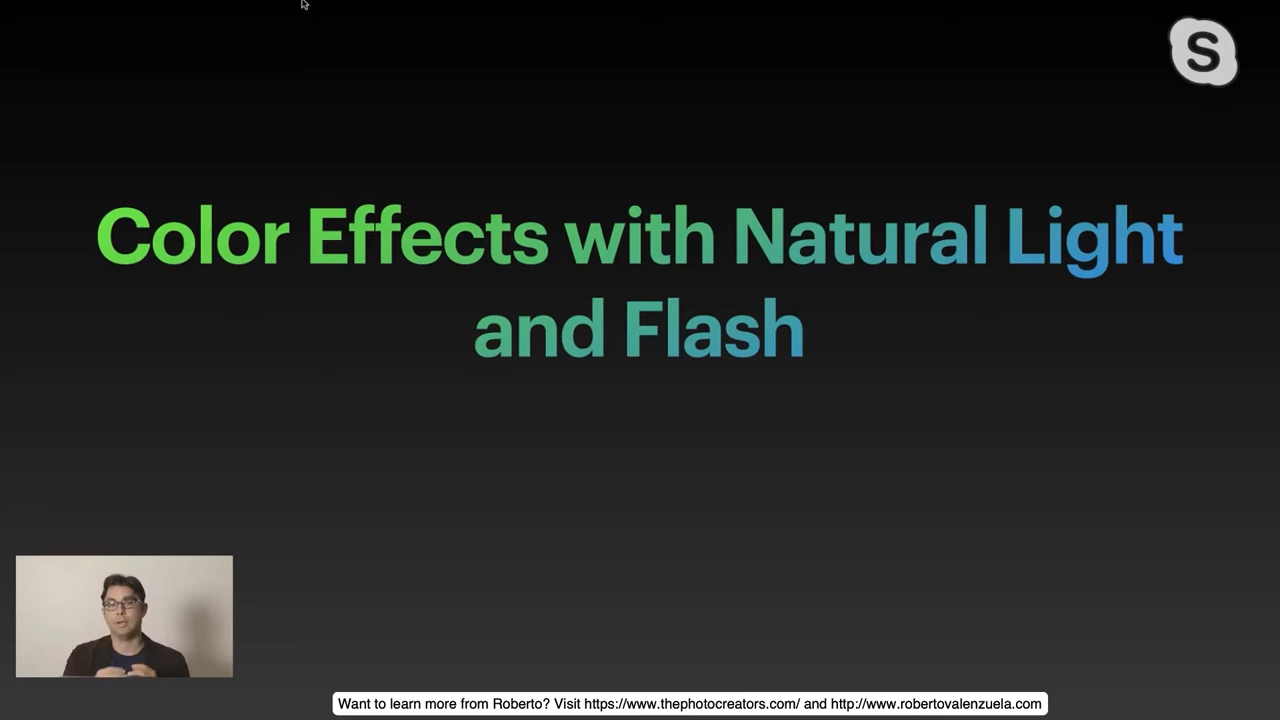 S
Color Effects with Natural Light
and Flash
Want to learn more from Roberto? Visit https://www.thephotocreators.com/ and http://www.robertovalenzuela.com